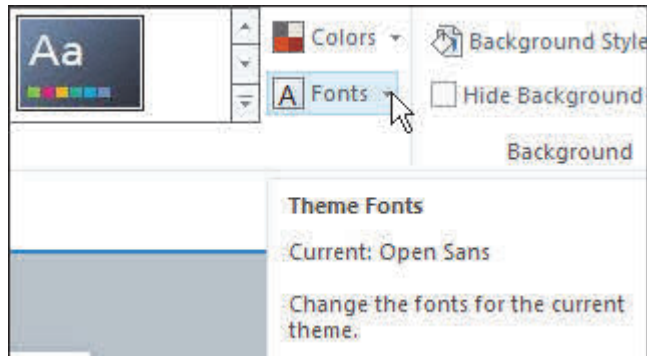 Aa
Colors
Background Style
A Fonts
Hide Background
Background
Theme Fonts
Current: Open Sans
Change the fonts for the current
theme.